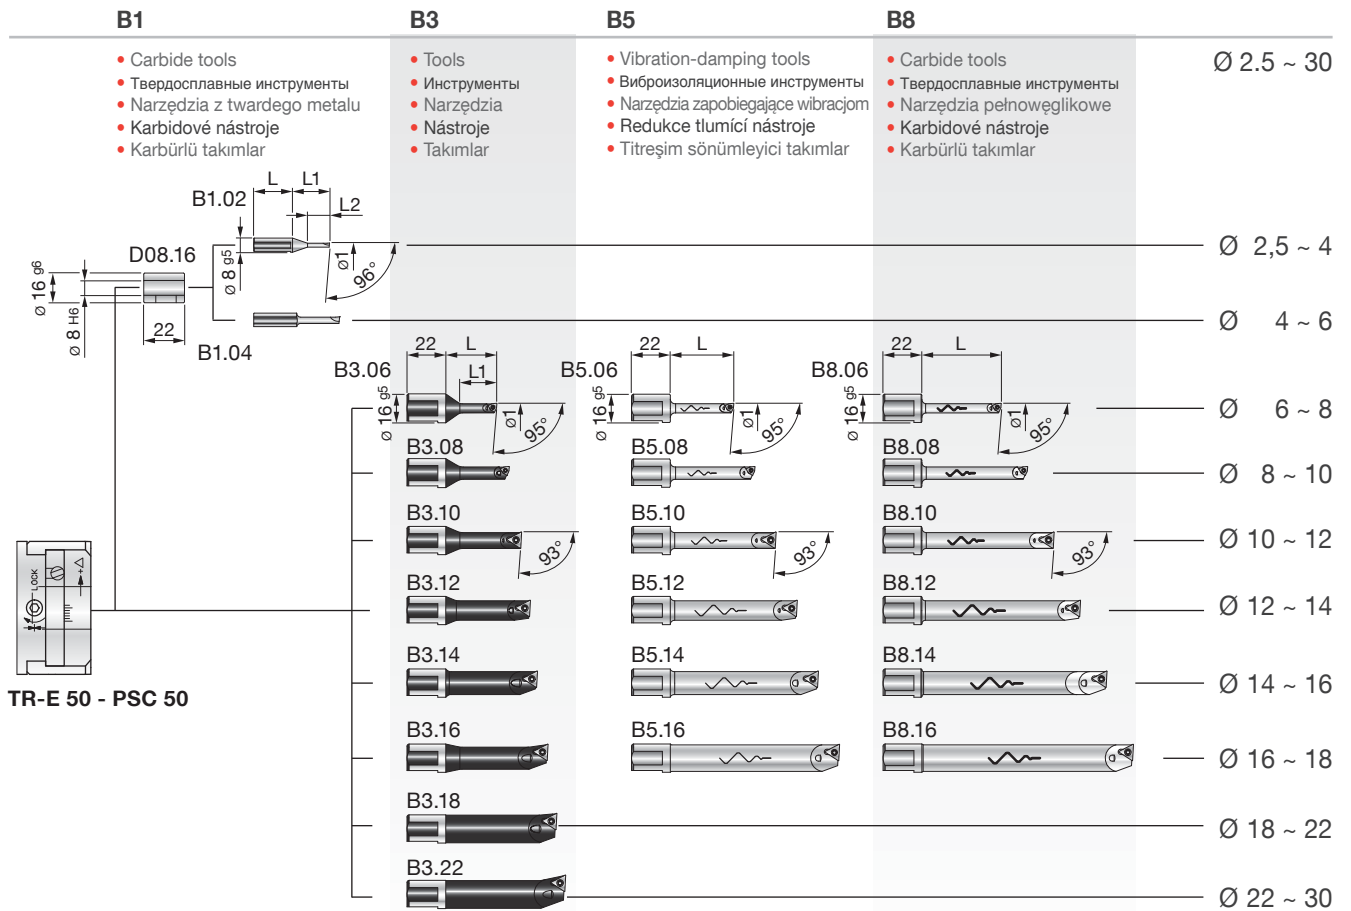 B1
B3
B5
B8
• Carbide tools
• Твердосплавные инструменты
• Narzędzia z twardego metalu
• Karbidové nástroje
• Karbürlü takımlar
• Tools
• Инструменты
• Narzędzia
• Nástroje
• Takımlar
• Vibration-damping tools
• Виброизоляционные инструменты
• Narzędzia zapobiegające wibracjom
• Redukce tlumící nástroje
• Titreşim sönümleyici takımlar
• Carbide tools
• Твердосплавные инструменты
• Narzędzia pełnowęglikowe
• Karbidové nástroje
• Karbürlü takımlar
Ø 2.5 ~ 30
L L1
B1.02
L2
D08.16
Ø 8 g5
Ø1
96°
Ø 2,5 ~ 4
Ø 16 g6
Ø 8 H6
22
B1.04
Ø 4 ~ 6
B3.06
22 L
L1
Ø 16 g5
Ø1
95°
B5.06
22 L
Ø 16 g5
Ø1
95°
B8.06
22 L
Ø 16 g5
Ø1
95°
Ø 6 ~ 8
B3.08
B5.08
B8.08
Ø 8 ~ 10
B3.10
93°
B5.10
93°
B8.10
93°
Ø 10 ~ 12
B3.12
B5.12
B8.12
Ø 12 ~ 14
LOCK
+
TR-E 50 - PSC 50
B3.14
B5.14
B8.14
Ø 14 ~ 16
B3.16
B5.16
B8.16
Ø 16 ~ 18
B3.18
Ø 18 ~ 22
B3.22
Ø 22 ~ 30